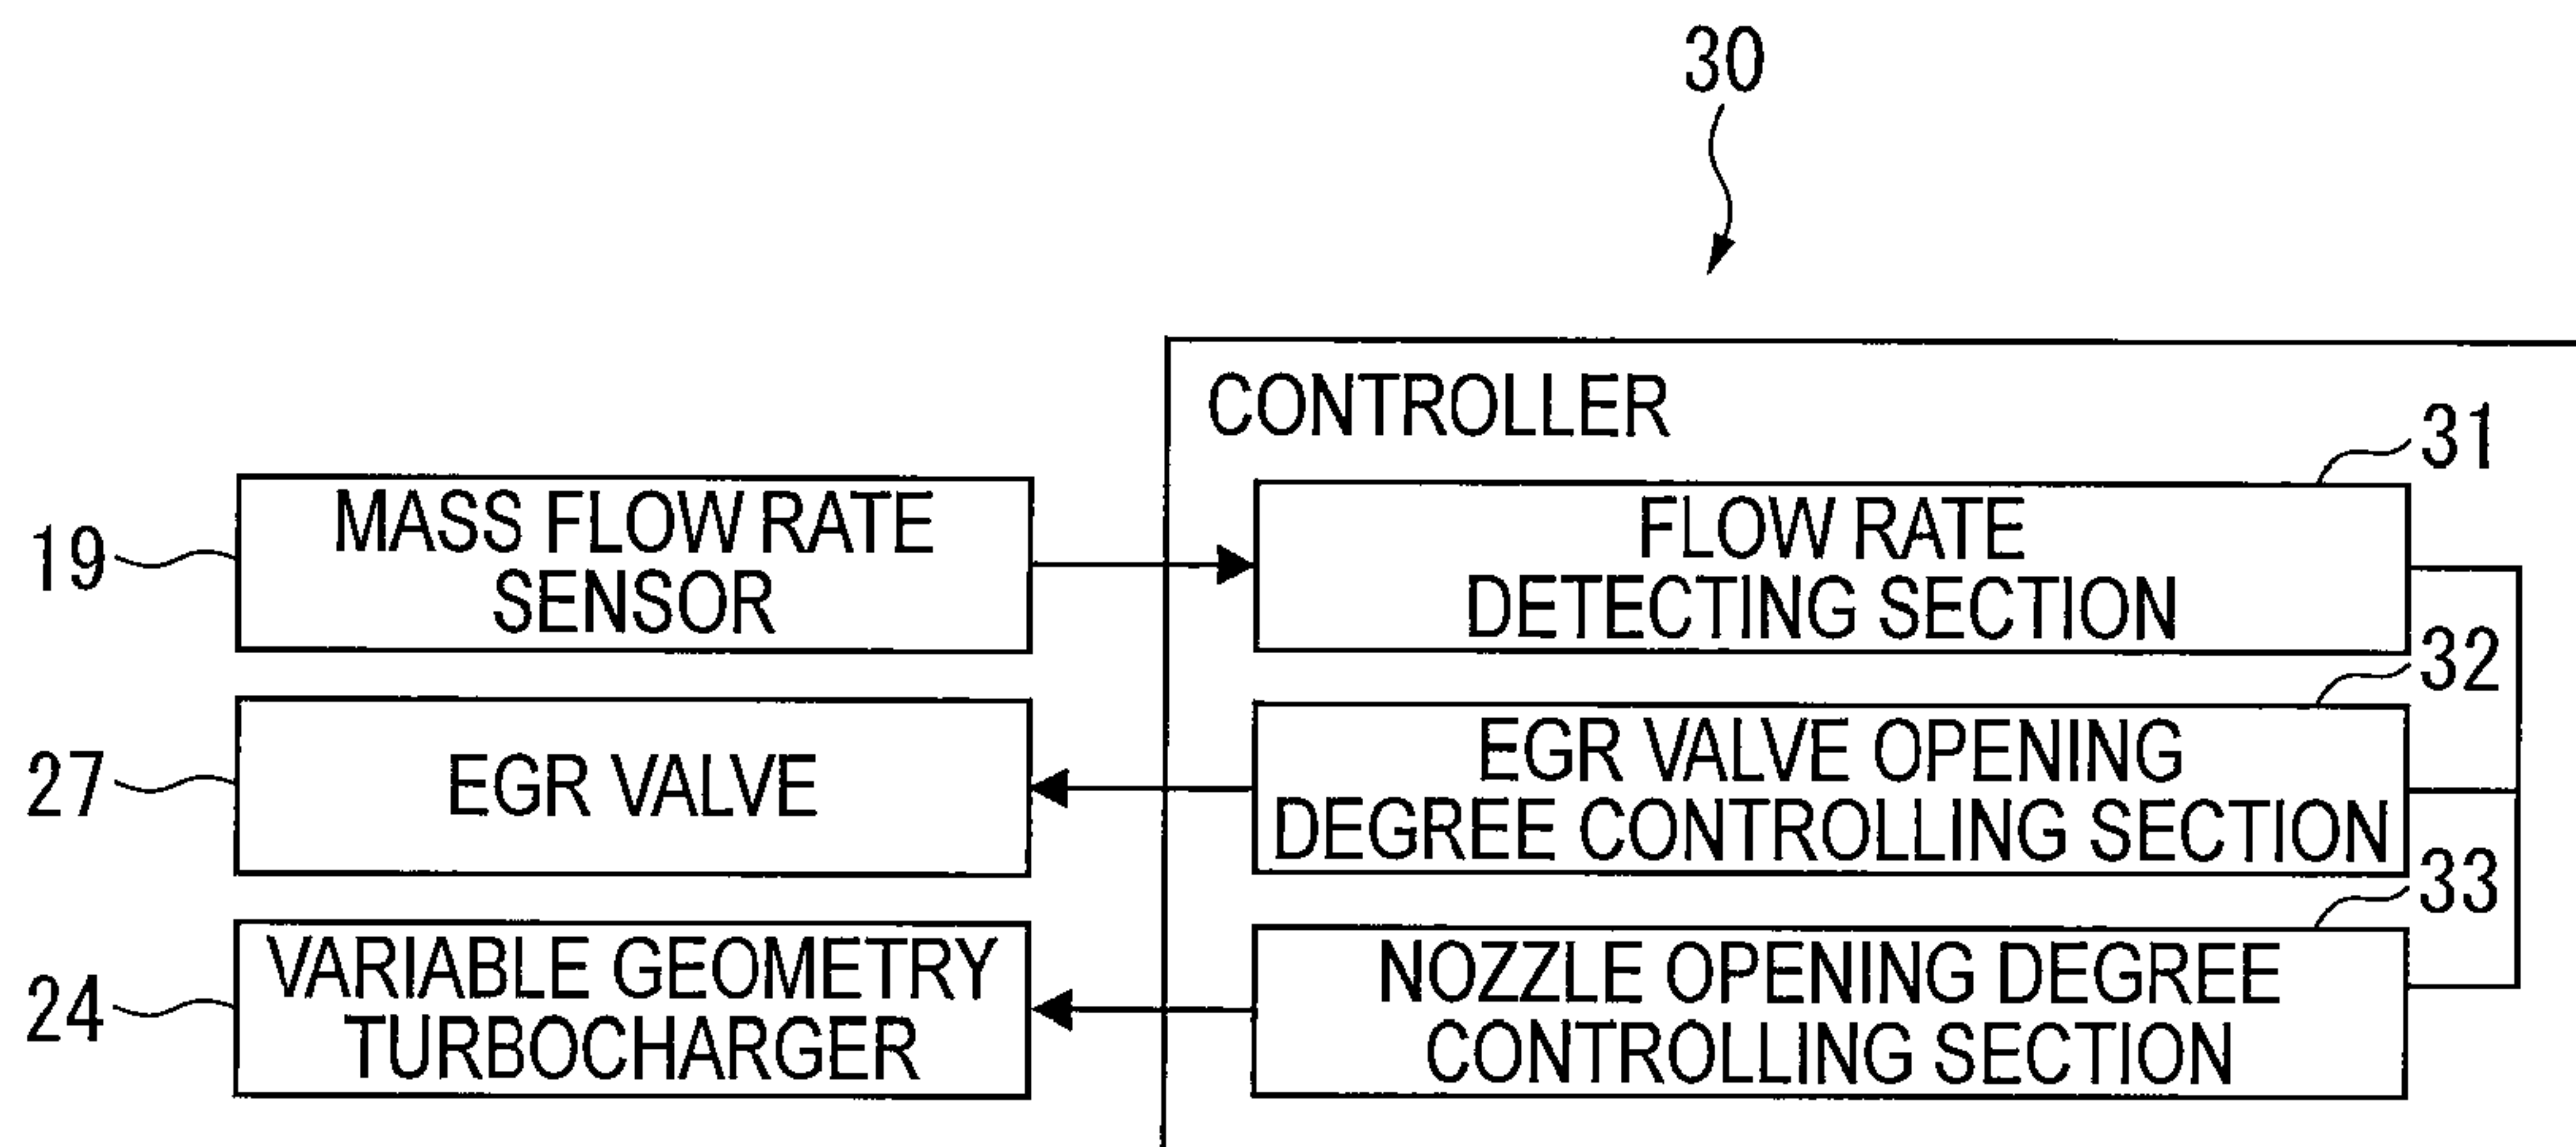 30
CONTROLLER
31
19
MASS FLOW RATE
SENSOR
FLOW RATE
DETECTING SECTION
32
27
EGR VALVE
EGR VALVE OPENING
DEGREE CONTROLLING SECTION
33
24
VARIABLE GEOMETRY
TURBOCHARGER
NOZZLE OPENING DEGREE
CONTROLLING SECTION